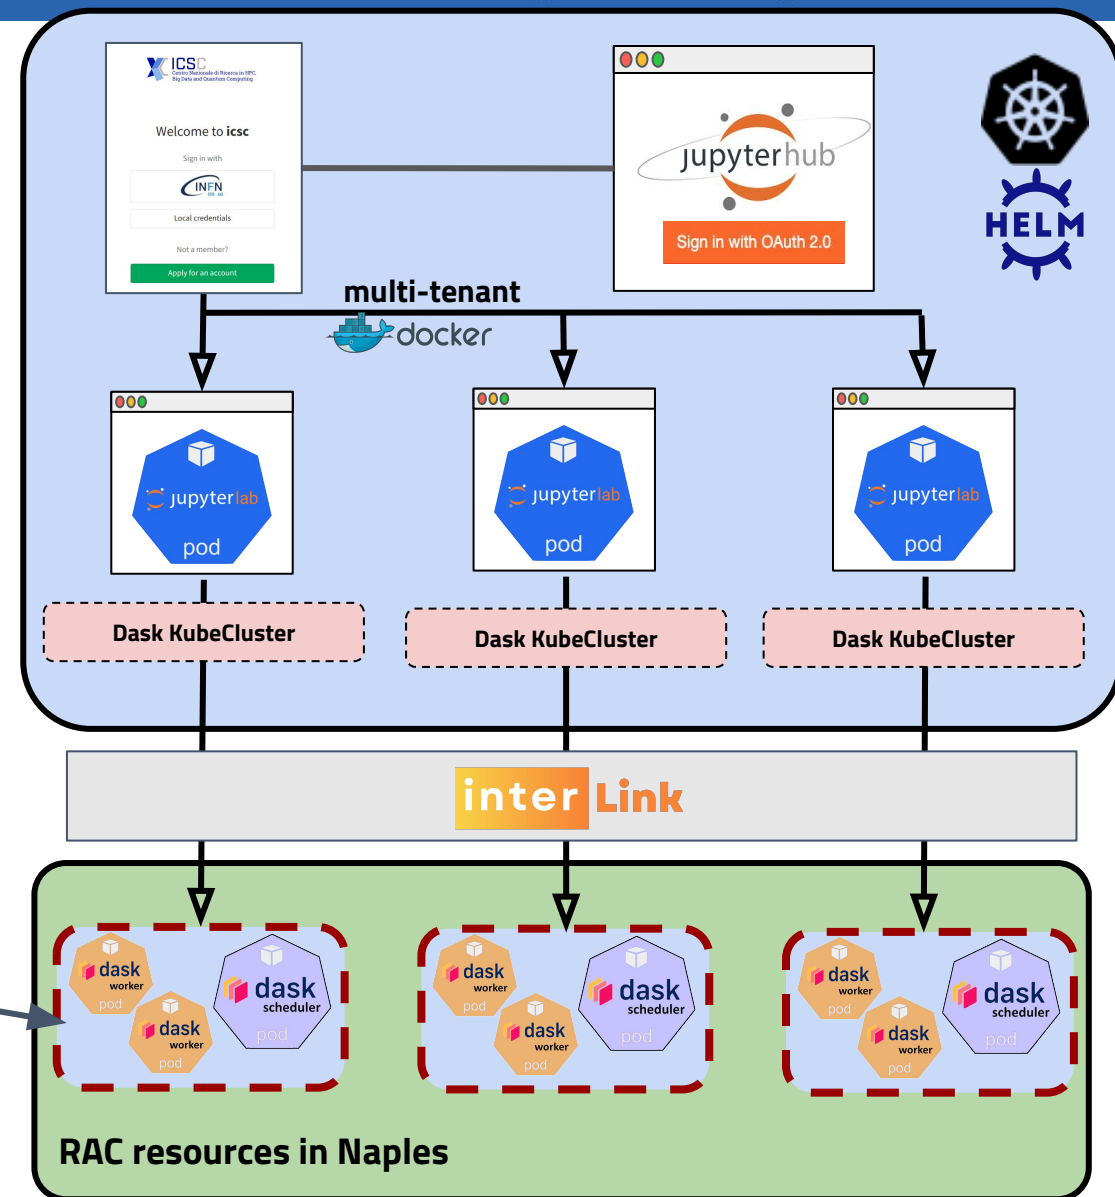 ICSC
Centro Nazionale di Ricerca in HPC,
Big Data and Quantum Computing
Welcome to icsc
Sign in with
INFN
Local credentials
Not a member?
Apply for an account
jupyterhub
Sign in with OAuth 2.0
HELM
multi-tenant
docker
jupyterlab
pod
jupyterlab
pod
jupyterlab
pod
Dask KubeCluster
Dask KubeCluster
Dask KubeCluster
inter Link
dask
worker
pod
dask
worker
pod
dask
scheduler
pod
dask
worker
pod
dask
worker
pod
dask
scheduler
pod
dask
worker
pod
dask
worker
pod
dask
scheduler
pod
RAC resources in Naples